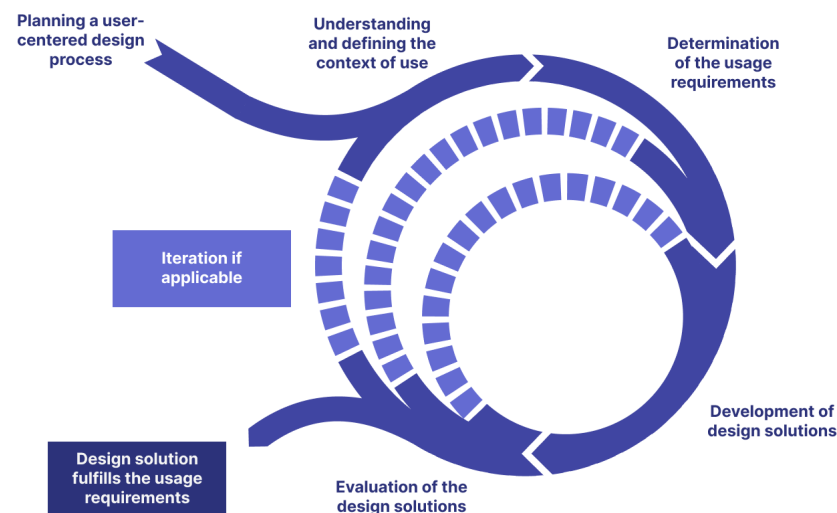 Planning a user-
centered design
process
Understanding
and defining the
context of use
Determination
of the usage
requirements
Iteration if
applicable
Development of
design solutions
Design solution
fulfills the usage
requirements
Evaluation of the
design solutions